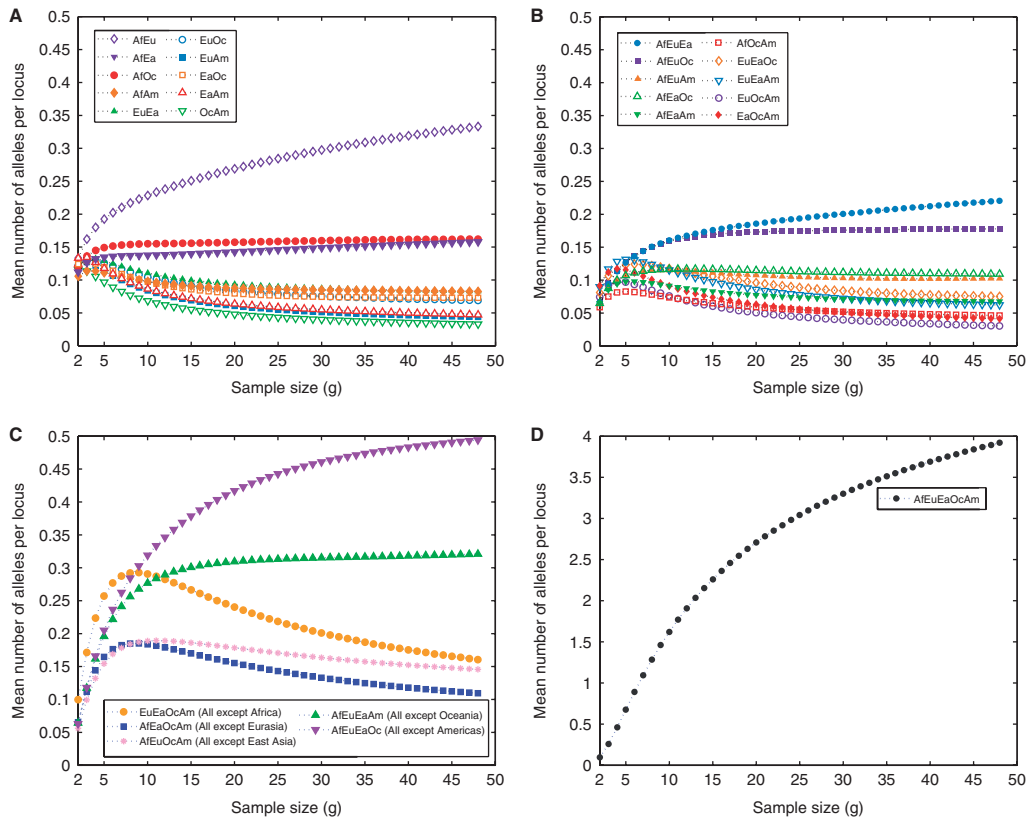 A
Mean number of alleles per locus
0.5
0.45
0.4
0.35
0.3
0.25
0.2
0.15
0.1
0.05
0
AfEu
AfEa
AfOc
AfAm
EuEa
EuOc
EuAm
EaOc
EaAm
OcAm
2 5 10 15 20 25 30 35 40 45 50
Sample size (g)
B
Mean number of alleles per locus
0.5
0.45
0.4
0.35
0.3
0.25
0.2
0.15
0.1
0.05
0
AfEuEa
AfEuOc
AfEuAm
AfEaOc
AfEaAm
AfOcAm
EuEaOc
EuEaAm
EuOcAm
EaOcAm
2 5 10 15 20 25 30 35 40 45 50
Sample size (g)
C
Mean number of alleles per locus
0.5
0.45
0.4
0.35
0.3
0.25
0.2
0.15
0.1
0.05
0
EuEaOcAm (All except Africa)
AfEaOcAm (All except Eurasia)
AfEuOcAm (All except East Asia)
AfEuEaAm (All except Oceania)
AfEuEaOc (All except Americas)
2 5 10 15 20 25 30 35 40 45 50
Sample size (g)
D
Mean number of alleles per locus
4
3.5
3
2.5
2
1.5
1
0.5
0
AfEuEaOcAm
2 5 10 15 20 25 30 35 40 45 50
Sample size (g)